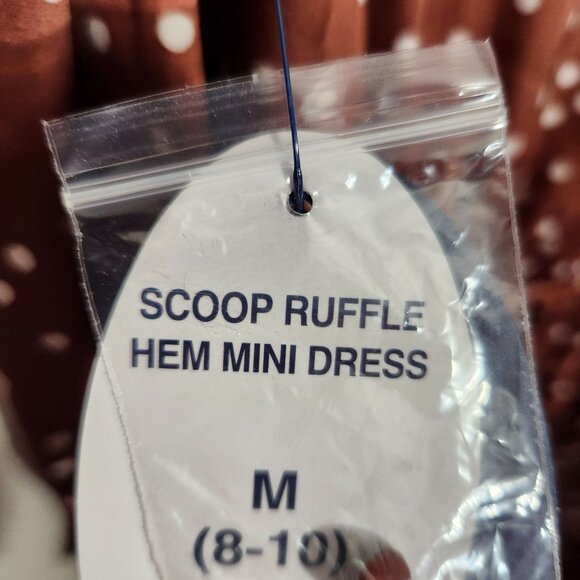 SCOOP RUFFLE
HEM MINI DRESS
M
(8-10)